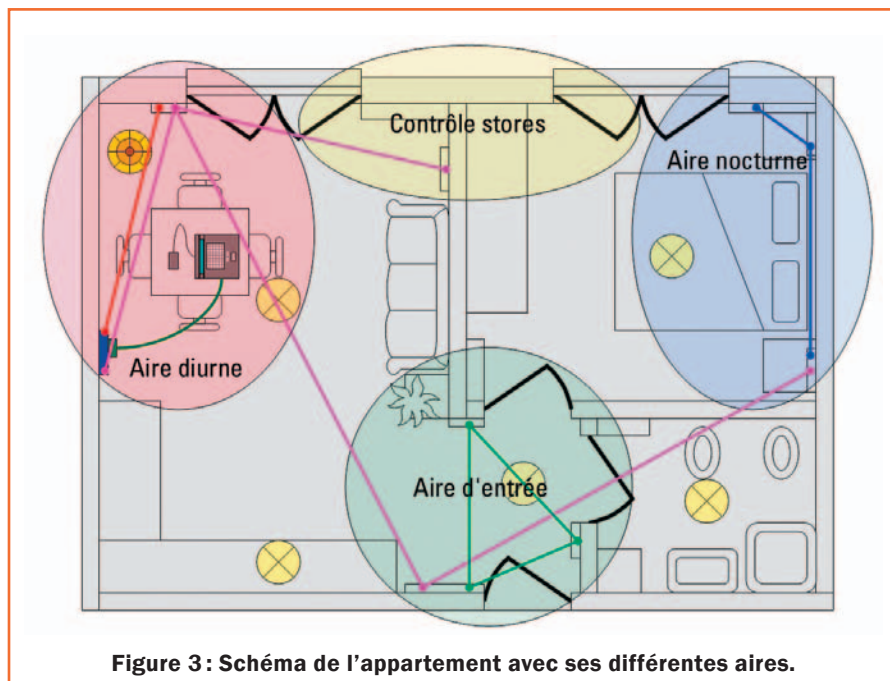 Contrôle stores
Aire nocturne
Aire diurne
Aire d'entrée
Figure 3 : Schéma de l'appartement avec ses différentes aires.